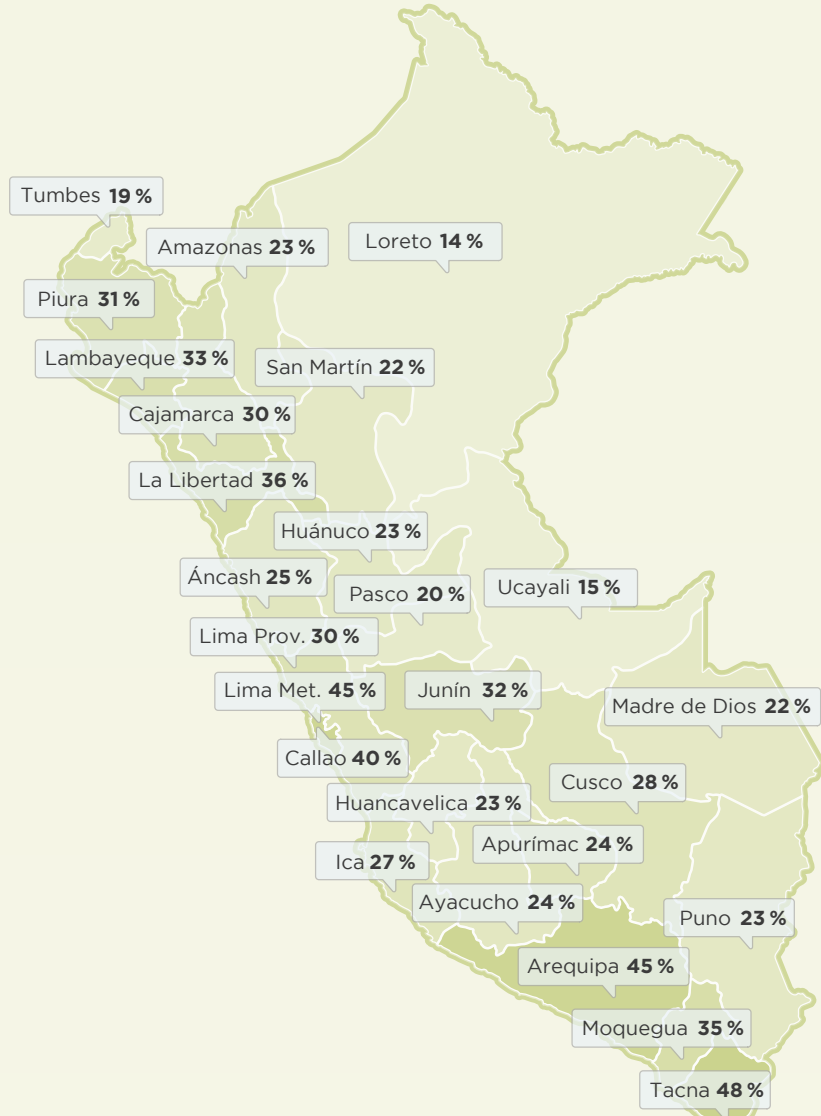 Tumbes 19 %
Amazonas 23 %
Loreto 14 %
Piura 31 %
Lambayeque 33 %
San Martín 22 %
Cajamarca 30 %
La Libertad 36 %
Huánuco 23 %
Áncash 25 %
Pasco 20 %
Ucayali 15 %
Lima Prov. 30 %
Lima Met. 45 %
Junín 32 %
Madre de Dios 22 %
Callao 40 %
Cusco 28 %
Huancavelica 23 %
Apurímac 24 %
Ica 27 %
Ayacucho 24 %
Puno 23 %
Arequipa 45 %
Moquegua 35 %
Tacna 48 %